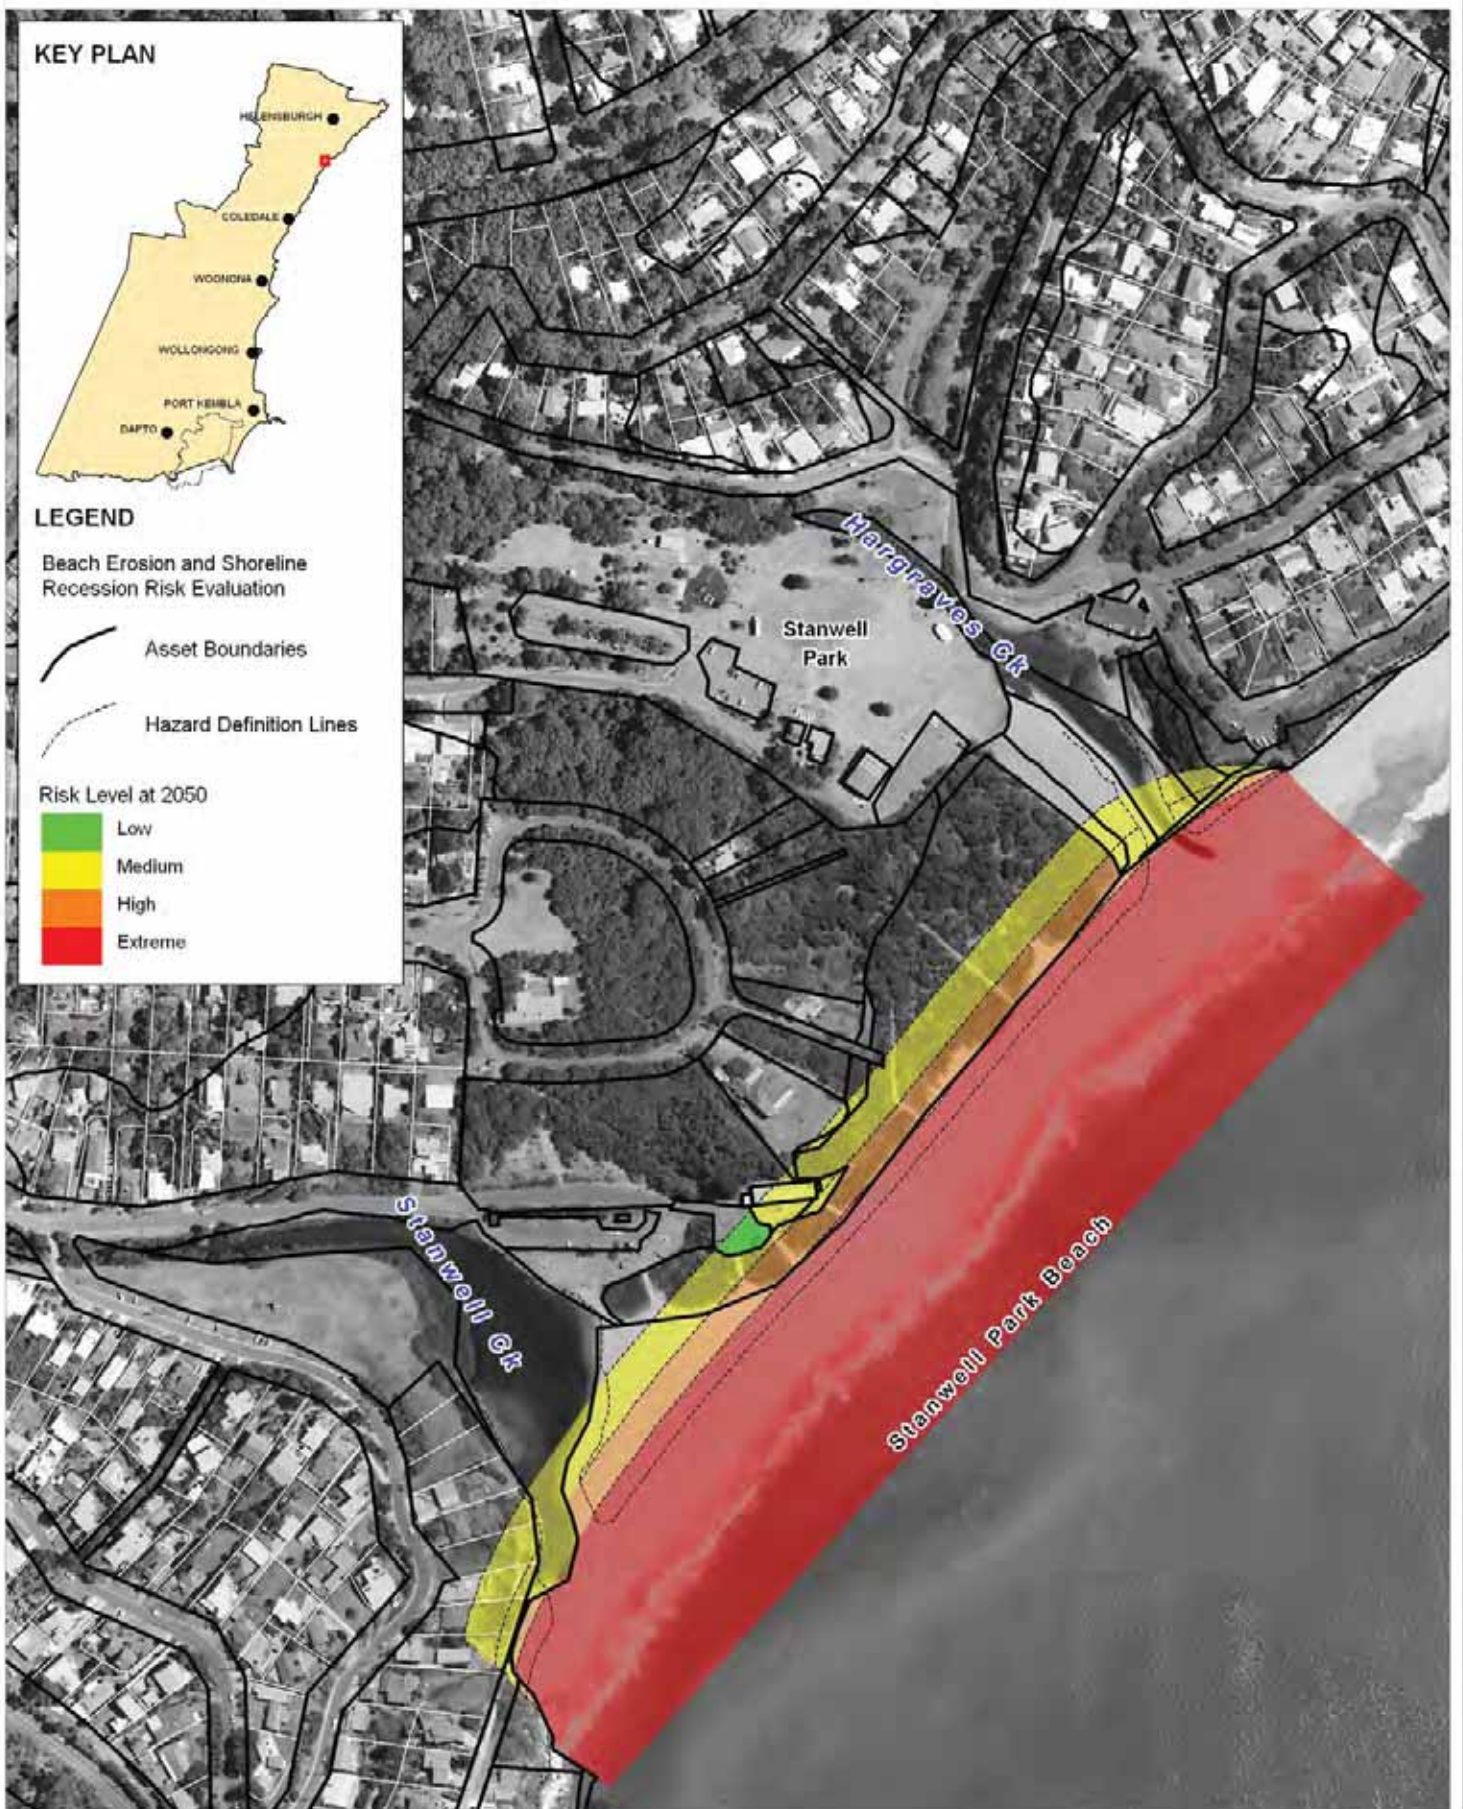 KEY PLAN
HELENSBURGH
COLEDALE
WOONONA
WOLLONGONG
PORT KEMBLA
DAPTO
LEGEND
Beach Erosion and Shoreline
Recession Risk Evaluation
Asset Boundaries
Hazard Definition Lines
Risk Level at 2050
Low
Medium
High
Extreme
Hargraves Ck
Stanwell
Park
Stanwell Ck
Stanwell Park Beach